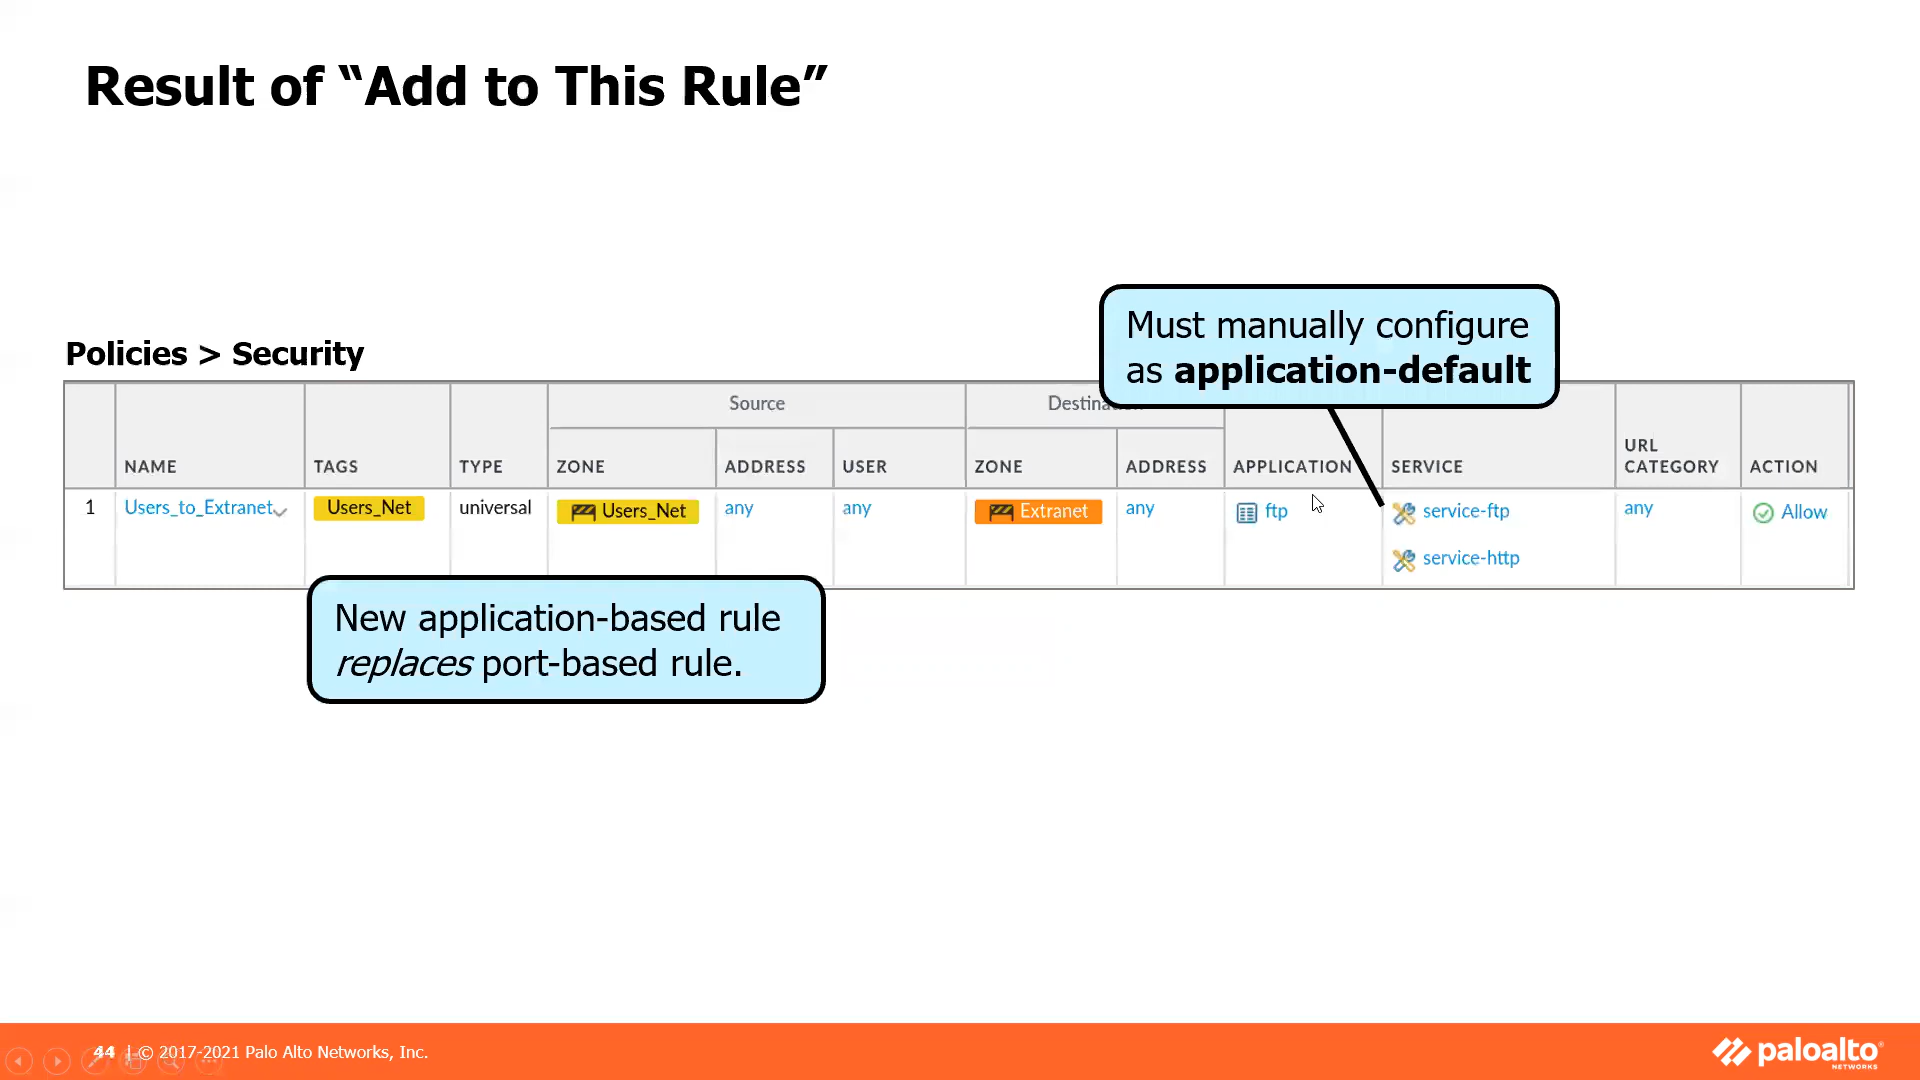 Result of “Add to This Rule”
Must manually configure
as application-default
Policies > Security
Source
Destina
NAME
TAGS
TYPE
ZONE
ADDRESS
USER
ZONE
ADDRESS
APPLICATION
SERVICE
URL
CATEGORY
ACTION
1
Users_to_Extranet
Users_Net
universal
Users_Net
any
any
Extranet
any
ftp
service-ftp
service-http
any
Allow
New application-based rule
replaces port-based rule.
44 | © 2017-2021 Palo Alto Networks, Inc.
paloalto®
NETWORKS